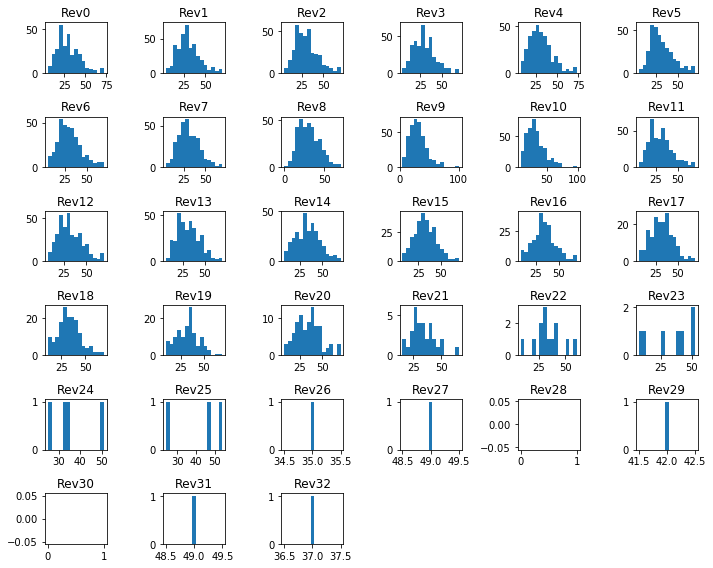 Rev0 Rev1 Rev2 Rev3 Rev4 Rev5
50 0 25 50 75
50 0 25 50
50 0 25 50
50 0 25 50
50 25 0 25 50 75
50 0 25 50
Rev6 Rev7 Rev8 Rev9 Rev10 Rev11
50 0 25 50
50 0 25 50
50 0 0 25 50
50 0 0 100
50 0 50 100
50 0 25 50
Rev12 Rev13 Rev14 Rev15 Rev16 Rev17
50 0 25 50
50 0 25 50
50 0 25 50
25 0 25 50
25 0 25 50
20 0 25 50
Rev18 Rev19 Rev20 Rev21 Rev22 Rev23
20 0 25 50
20 0 25 50
10 0 25 50
5 0 25 50
2 0 25 50
2 0 25 50
Rev24 Rev25 Rev26 Rev27 Rev28 Rev29
1 0 30 40 50
1 0 30 40 50
1 0 34.5 35.0 35.5
1 0 48.5 49.0 49.5
0.05 0.00 −0.05 0 1
1 0 41.5 42.0 42.5
Rev30 Rev31 Rev32
0.05 0.00 −0.05 0 1
1 0 48.5 49.0 49.5
1 0 36.5 37.0 37.5